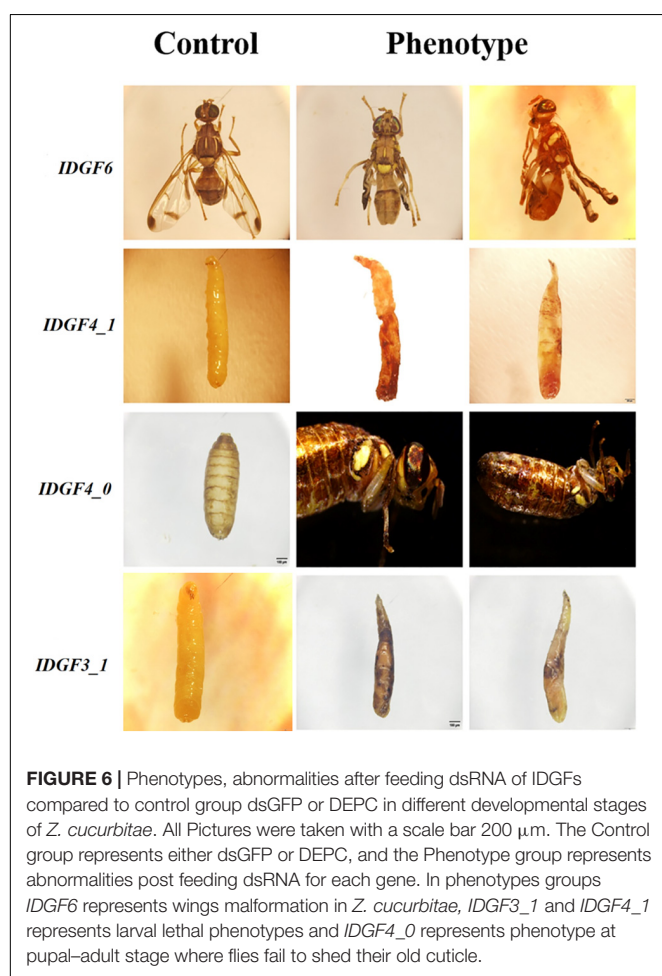 Control
Phenotype
IDGF6
IDGF4_1
IDGF4_0
IDGF3_1
FIGURE 6 | Phenotypes, abnormalities after feeding dsRNA of IDGFs
compared to control group dsGFP or DEPC in different developmental stages
of Z. cucurbitae. All Pictures were taken with a scale bar 200 μm. The Control
group represents either dsGFP or DEPC, and the Phenotype group represents
abnormalities post feeding dsRNA for each gene. In phenotypes groups
IDGF6 represents wings malformation in Z. cucurbitae, IDGF3_1 and IDGF4_1
represents larval lethal phenotypes and IDGF4_0 represents phenotype at
pupal–adult stage where flies fail to shed their old cuticle.